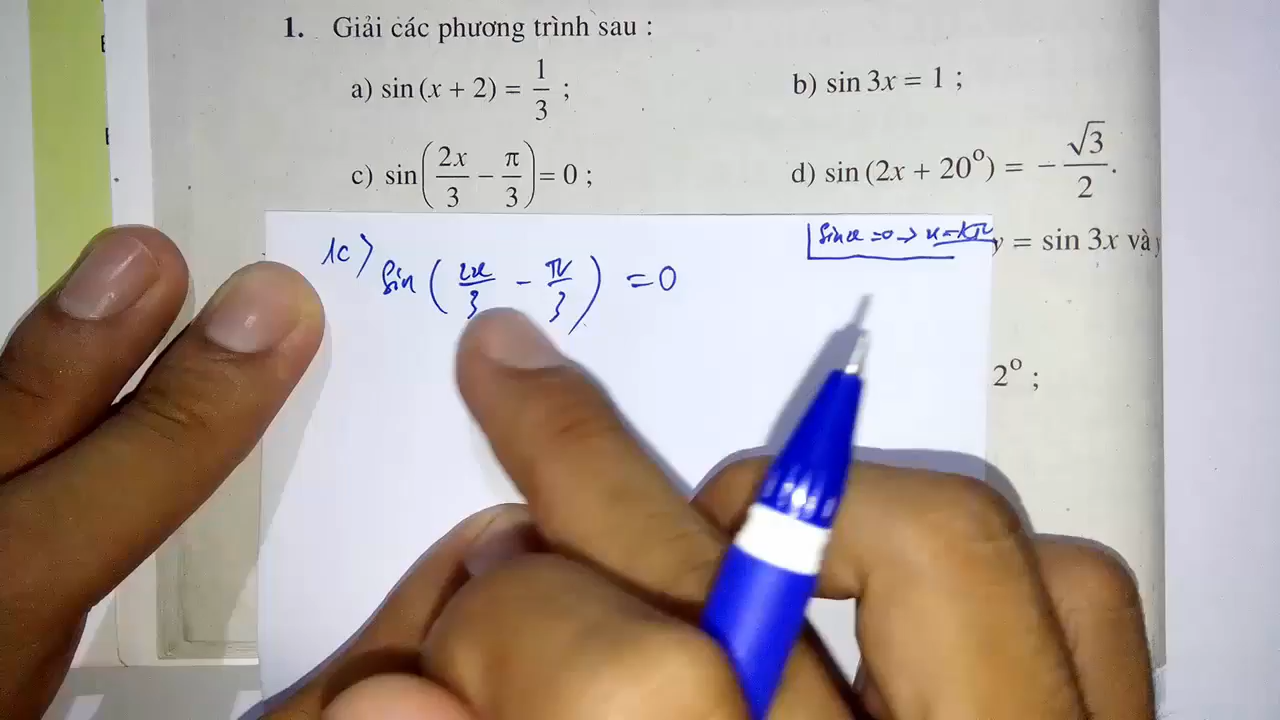 1. Giải các phương trình sau :
a) sin (x + 2) = 1/3 ;
b) sin 3x = 1 ;
c) sin(2x/3 − π/3) = 0 ;
d) sin (2x + 20°) = −√3/2.
1c) sin (2x/3 − π/3) = 0
sin x = 0 → x = kπ
y = sin 3x và
2° ;